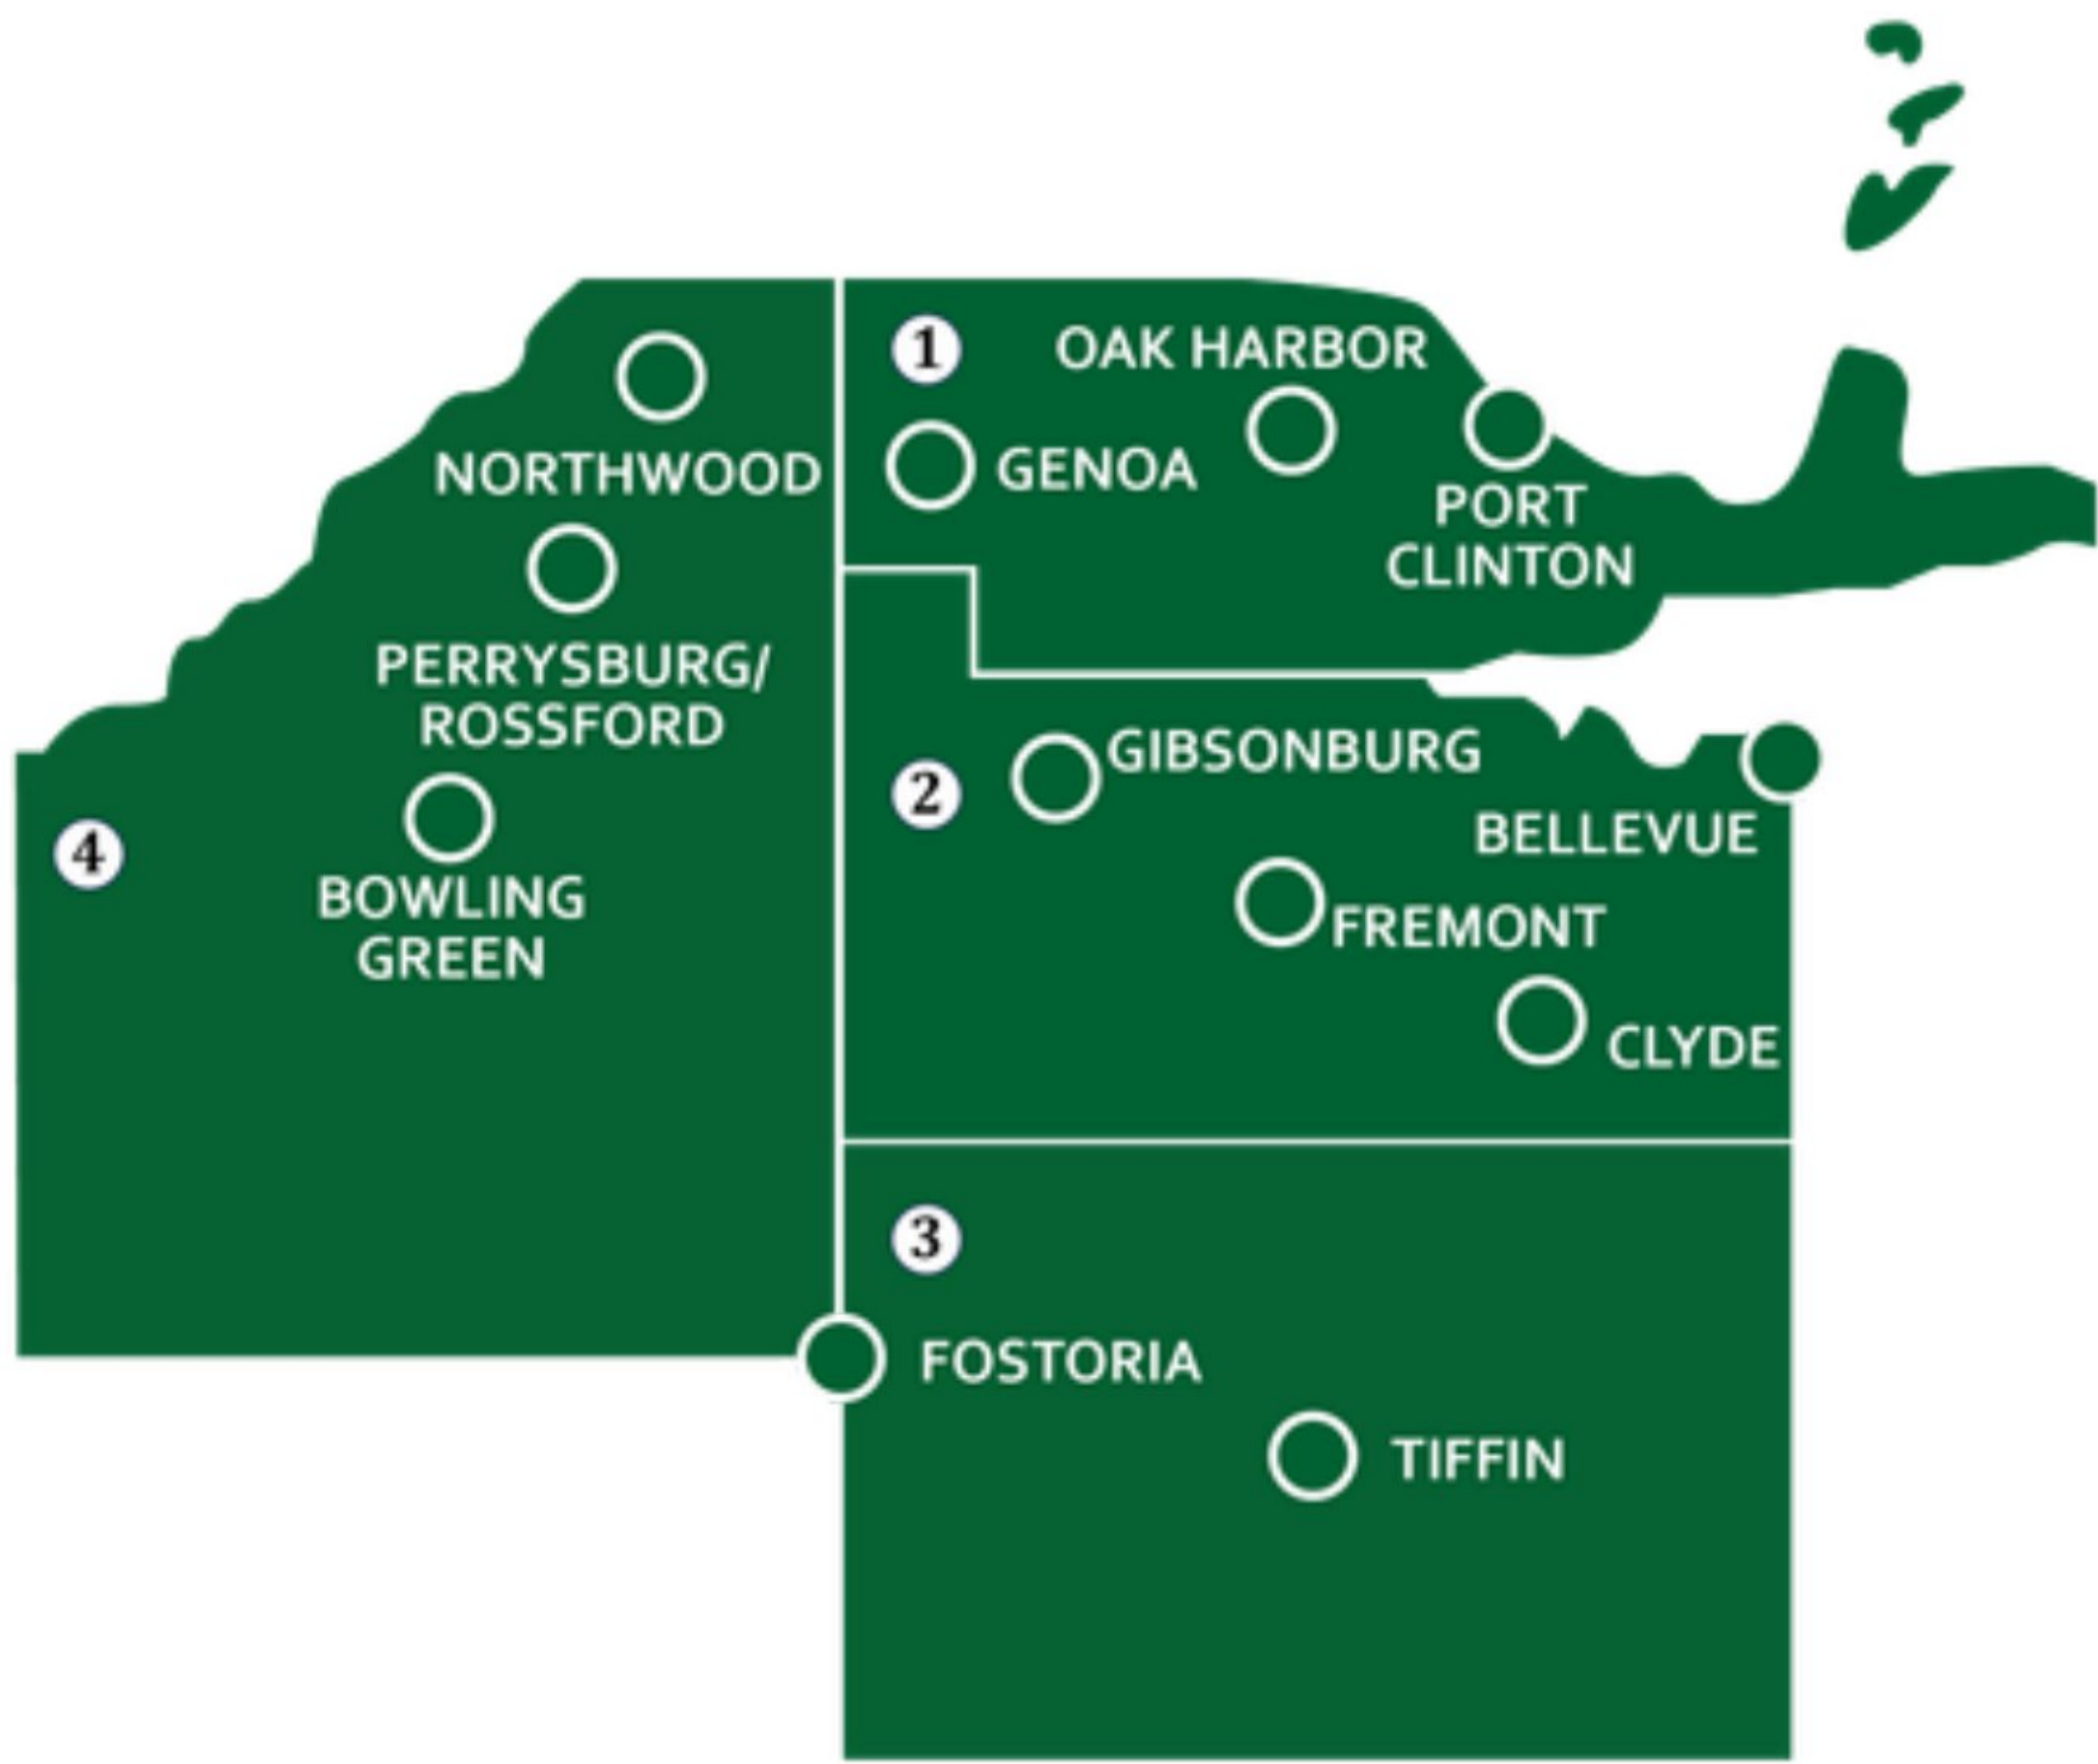 1
OAK HARBOR
GENOA
PORT
CLINTON
NORTHWOOD
PERRYSBURG/
ROSSFORD
4
BOWLING
GREEN
2
GIBSONBURG
BELLEVUE
FREMONT
CLYDE
3
FOSTORIA
TIFFIN